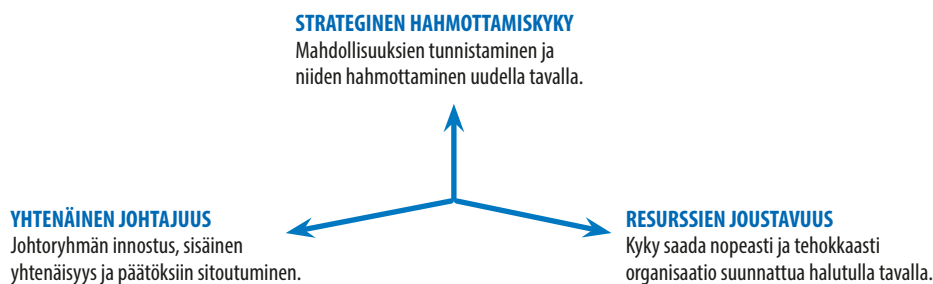 STRATEGINEN HAHMOTTAMISKYKY
Mahdollisuuksien tunnistaminen ja
niiden hahmottaminen uudella tavalla.
YHTENÄINEN JOHTAJUUS
Johtoryhmän innostus, sisäinen
yhtenäisyys ja päätöksiin sitoutuminen.
RESURSSIEN JOUSTAVUUS
Kyky saada nopeasti ja tehokkaasti
organisaatio suunnattua halutulla tavalla.